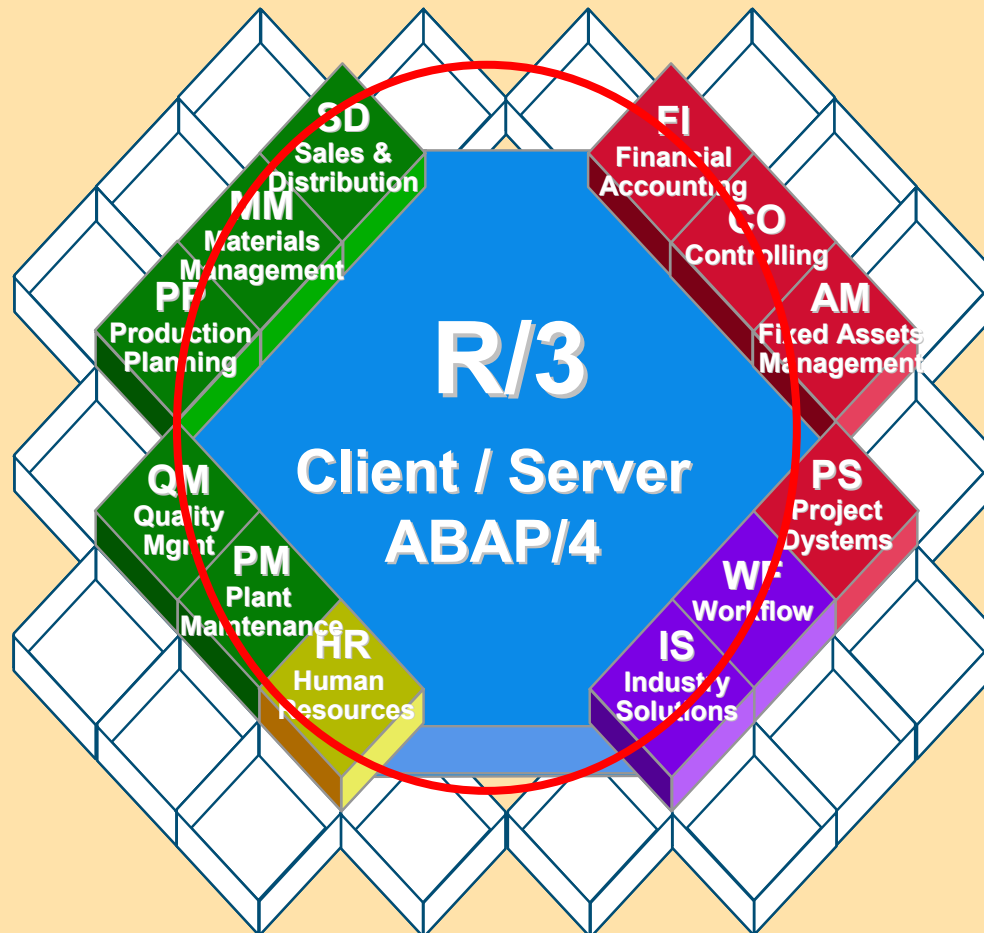 SD
Sales &
Distribution
MM
Materials
Management
PP
Production
Planning
QM
Quality
Mgmt
PM
Plant
Maintenance
HR
Human
Resources
R/3
Client / Server
ABAP/4
FI
Financial
Accounting
CO
Controlling
AM
Fixed Assets
Management
PS
Project
Dystems
WF
Workflow
IS
Industry
Solutions